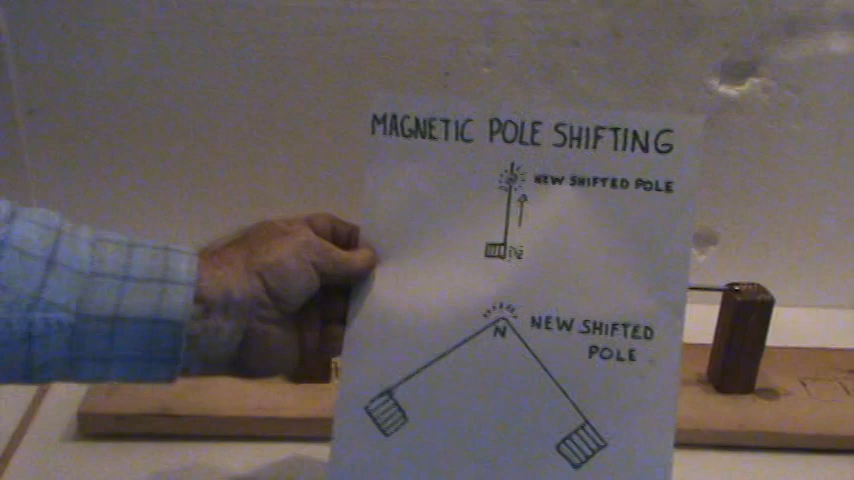 MAGNETIC POLE SHIFTING
NEW SHIFTED POLE
N
N
NEW SHIFTED
POLE